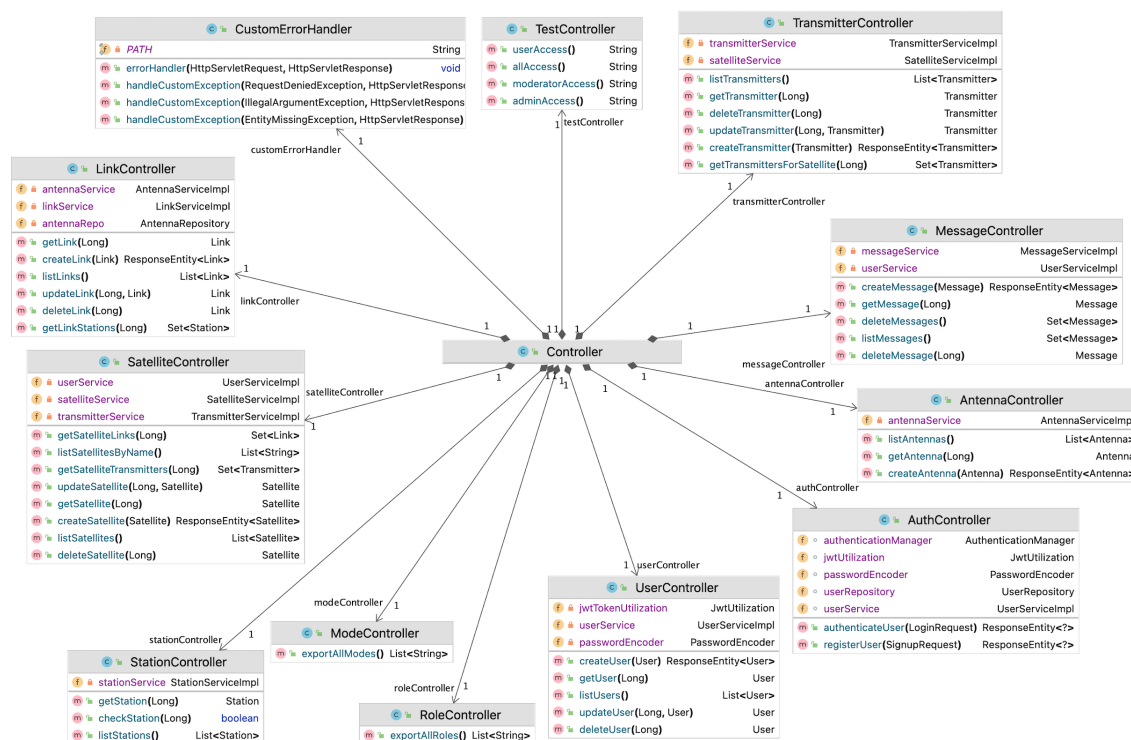 CustomErrorHandler
PATH String
errorHandler(HttpServletRequest, HttpServletResponse) void
handleCustomException(RequestDeniedException, HttpServletRespons
handleCustomException(IllegalArgumentException, HttpServletRespons
handleCustomException(EntityMissingException, HttpServletResponse)
TestController
userAccess() String
allAccess() String
moderatorAccess() String
adminAccess() String
TransmitterController
transmitterService TransmitterServiceImpl
satelliteService SatelliteServiceImpl
listTransmitters() List<Transmitter>
getTransmitter(Long) Transmitter
deleteTransmitter(Long) Transmitter
updateTransmitter(Long, Transmitter) Transmitter
createTransmitter(Transmitter) ResponseEntity<Transmitter>
getTransmittersForSatellite(Long) Set<Transmitter>
1
testController
1
customErrorHandler
1
transmitterController
LinkController
antennaService AntennaServiceImpl
linkService LinkServiceImpl
antennaRepo AntennaRepository
getLink(Long) Link
createLink(Link) ResponseEntity<Link>
listLinks() List<Link>
updateLink(Long, Link) Link
deleteLink(Long) Link
getLinkStations(Long) Set<Station>
1
linkController
MessageController
messageService MessageServiceImpl
userService UserServiceImpl
createMessage(Message) ResponseEntity<Message>
getMessage(Long) Message
deleteMessages() Set<Message>
listMessages() Set<Message>
deleteMessage(Long) Message
1
messageController
1
1
1
1
1
1
Controller
1
1
1
1
1
1
1
SatelliteController
userService UserServiceImpl
satelliteService SatelliteServiceImpl
transmitterService TransmitterServiceImpl
getSatelliteLinks(Long) Set<Link>
listSatellitesByName() List<String>
getSatelliteTransmitters(Long) Set<Transmitter>
updateSatellite(Long, Satellite) Satellite
getSatellite(Long) Satellite
createSatellite(Satellite) ResponseEntity<Satellite>
listSatellites() List<Satellite>
deleteSatellite(Long) Satellite
satelliteController
1
antennaController
1
AntennaController
antennaService AntennaServiceImp
listAntennas() List<Antenna>
getAntenna(Long) Antenna
createAntenna(Antenna) ResponseEntity<Antenna>
authController
1
AuthController
authenticationManager AuthenticationManager
jwtUtilization JwtUtilization
passwordEncoder PasswordEncoder
userRepository UserRepository
userService UserServiceImpl
authenticateUser(LoginRequest) ResponseEntity<?>
registerUser(SignupRequest) ResponseEntity<?>
1 userController
UserController
jwtTokenUtilization JwtUtilization
userService UserServiceImpl
passwordEncoder PasswordEncoder
createUser(User) ResponseEntity<User>
getUser(Long) User
listUsers() List<User>
updateUser(Long, User) User
deleteUser(Long) User
modeController 1
ModeController
exportAllModes() List<String>
stationController 1
StationController
stationService StationServiceImpl
getStation(Long) Station
checkStation(Long) boolean
listStations() List<Station>
roleController 1
RoleController
exportAllRoles() List<String>